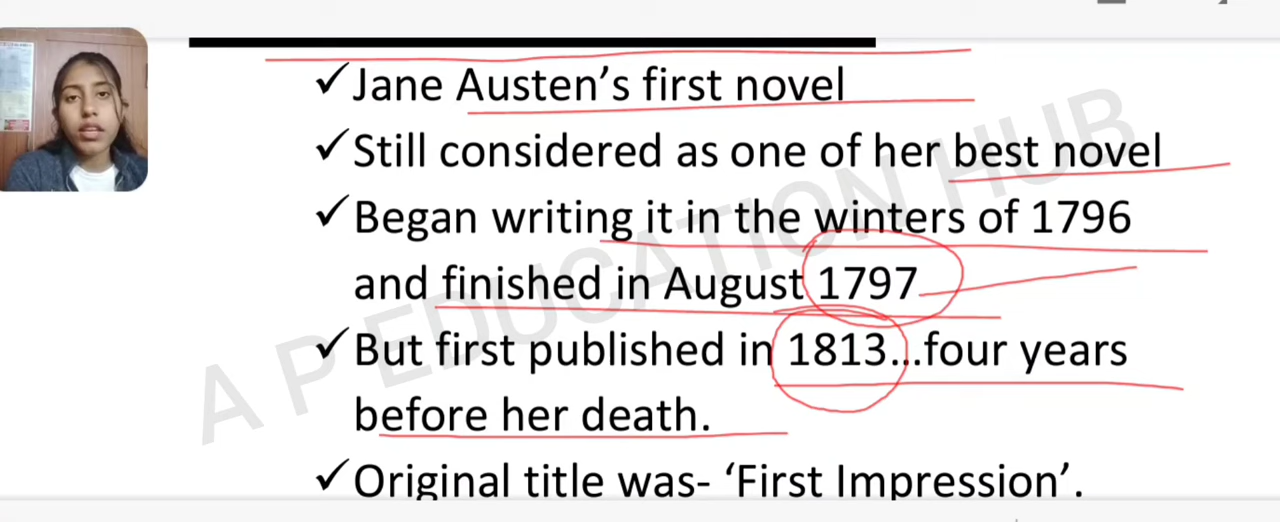 ✓Jane Austen's first novel
✓Still considered as one of her best novel
✓Began writing it in the winters of 1796
and finished in August 1797
✓But first published in 1813...four years
before her death.
✓Original title was- 'First Impression'.
A P EDUCATION HUB